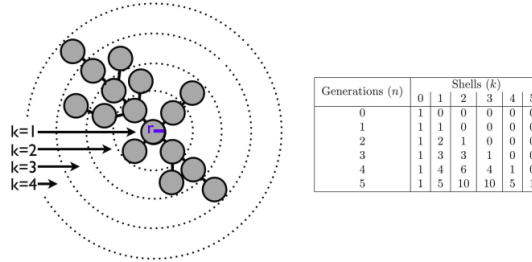 r
k=1
k=2
k=3
k=4
Generations (n) Shells (k)
0 1 2 3 4 5
0 1 0 0 0 0 0
1 1 1 0 0 0 0
2 1 2 1 0 0 0
3 1 3 3 1 0 0
4 1 4 6 4 1 0
5 1 5 10 10 5 1